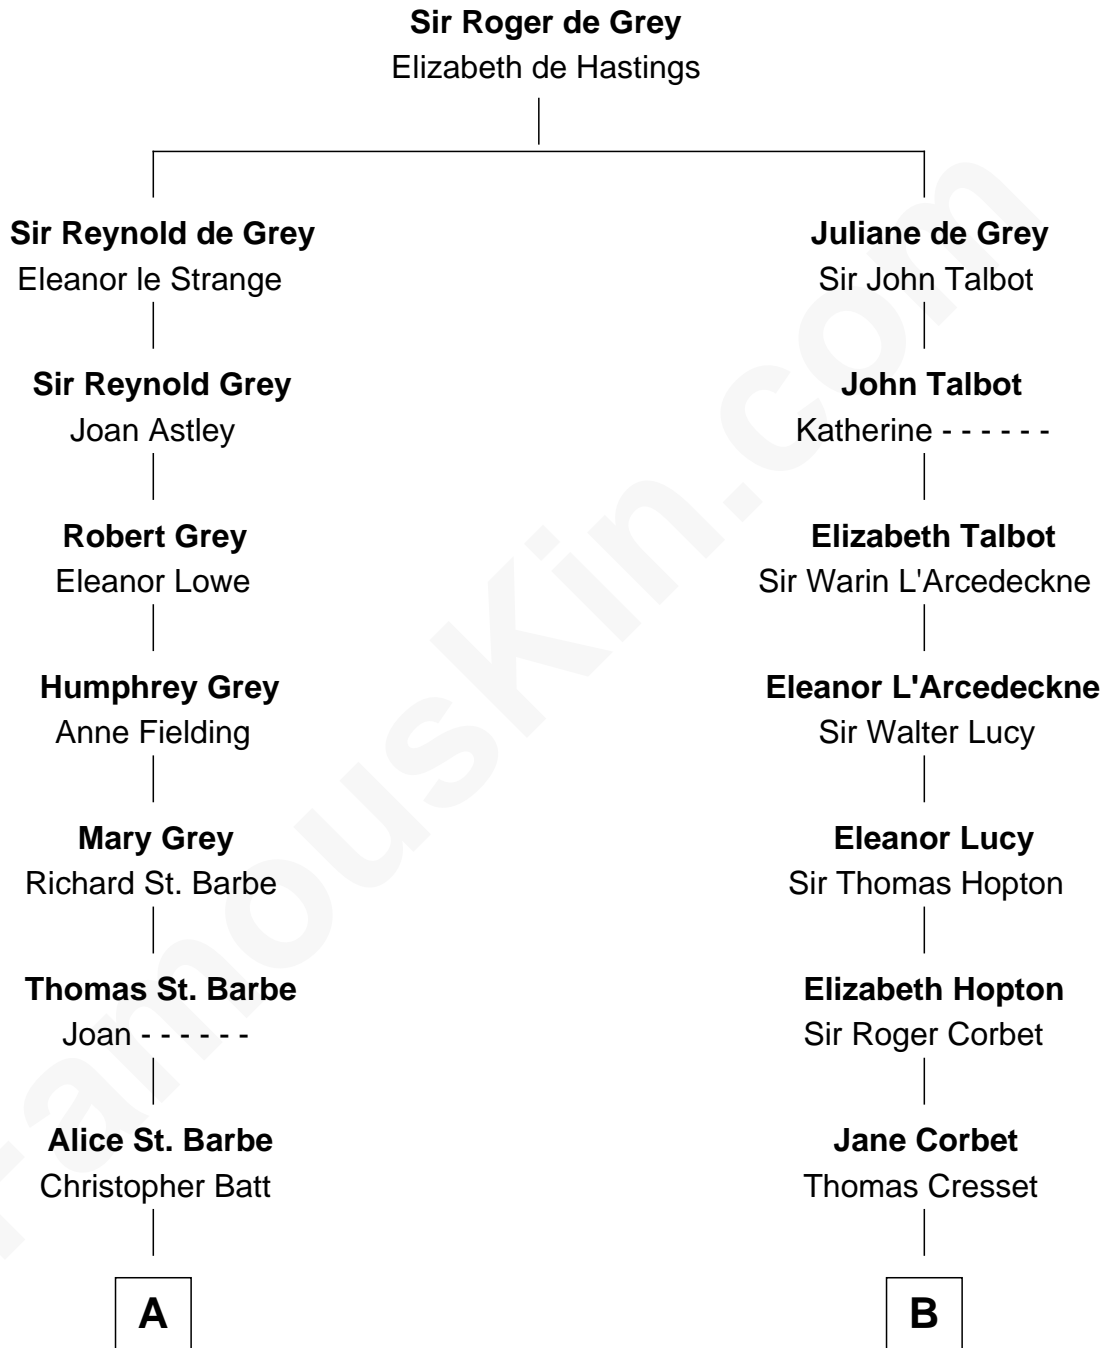 Sir Roger de Grey
Elizabeth de Hastings
Sir Reynold de Grey
Eleanor le Strange
Juliane de Grey
Sir John Talbot
Sir Reynold Grey
Joan Astley
John Talbot
Katherine - - - - - -
Robert Grey
Eleanor Lowe
Elizabeth Talbot
Sir Warin L'Arcedeckne
Humphrey Grey
Anne Fielding
Eleanor L'Arcedeckne
Sir Walter Lucy
Mary Grey
Richard St. Barbe
Eleanor Lucy
Sir Thomas Hopton
Thomas St. Barbe
Joan - - - - - -
Elizabeth Hopton
Sir Roger Corbet
Alice St. Barbe
Christopher Batt
Jane Corbet
Thomas Cresset
A
B
FamousKin.com